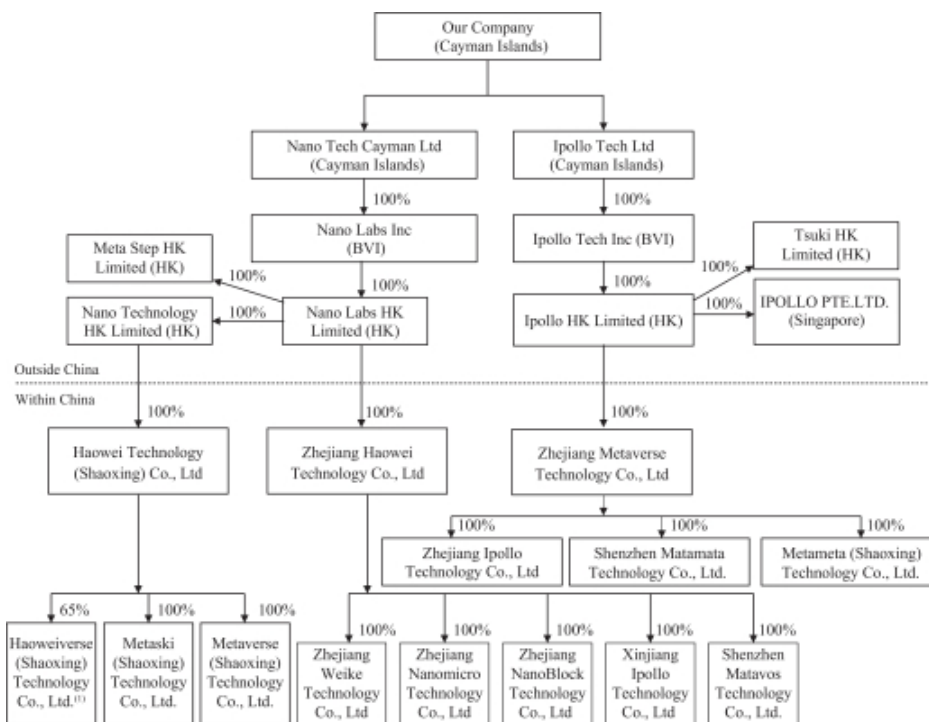 Our Company
(Cayman Islands)
Nano Tech Cayman Ltd
(Cayman Islands)
Ipollo Tech Ltd
(Cayman Islands)
100%
100%
Nano Labs Inc
(BVI)
Ipollo Tech Inc (BVI)
Meta Step HK
Limited (HK)
Tsuki HK
Limited (HK)
100%
100%
100%
100%
Nano Technology
HK Limited (HK)
100%
Nano Labs HK
Limited (HK)
Ipollo HK Limited (HK)
100%
IPOLLO PTE.LTD.
(Singapore)
Outside China
Within China
100%
100%
100%
Haowei Technology
(Shaoxing) Co., Ltd
Zhejiang Haowei
Technology Co., Ltd
Zhejiang Metaverse
Technology Co., Ltd
100%
100%
100%
Zhejiang Ipollo
Technology Co., Ltd
Shenzhen Matamata
Technology Co., Ltd.
Metameta (Shaoxing)
Technology Co., Ltd.
65%
100%
100%
Haoweiverse
(Shaoxing)
Technology
Co., Ltd.(1)
Metaski
(Shaoxing)
Technology
Co., Ltd.
Metaverse
(Shaoxing)
Technology
Co., Ltd.
100%
100%
100%
100%
100%
Zhejiang
Weike
Technology
Co., Ltd
Zhejiang
Nanomicro
Technology
Co., Ltd
Zhejiang
NanoBlock
Technology
Co., Ltd
Xinjiang
Ipollo
Technology
Co., Ltd
Shenzhen
Matavos
Technology
Co., Ltd.